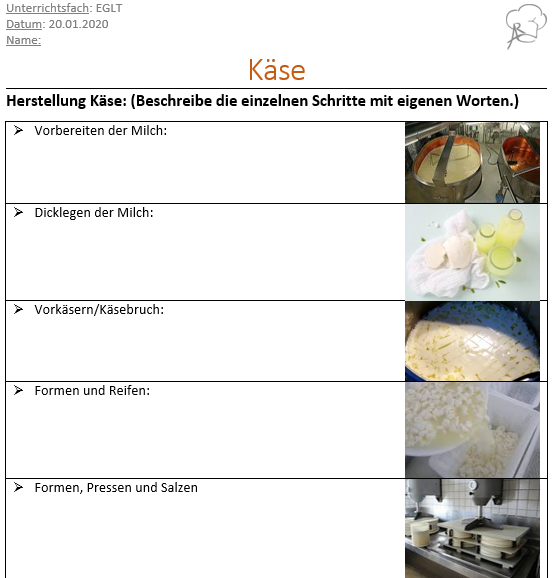 Unterrichtsfach: EGLT
Datum: 20.01.2020
Name:
Käse
Herstellung Käse: (Beschreibe die einzelnen Schritte mit eigenen Worten.)
➢ Vorbereiten der Milch:
➢ Dicklegen der Milch:
➢ Vorkäsern/Käsebruch:
➢ Formen und Reifen:
➢ Formen, Pressen und Salzen